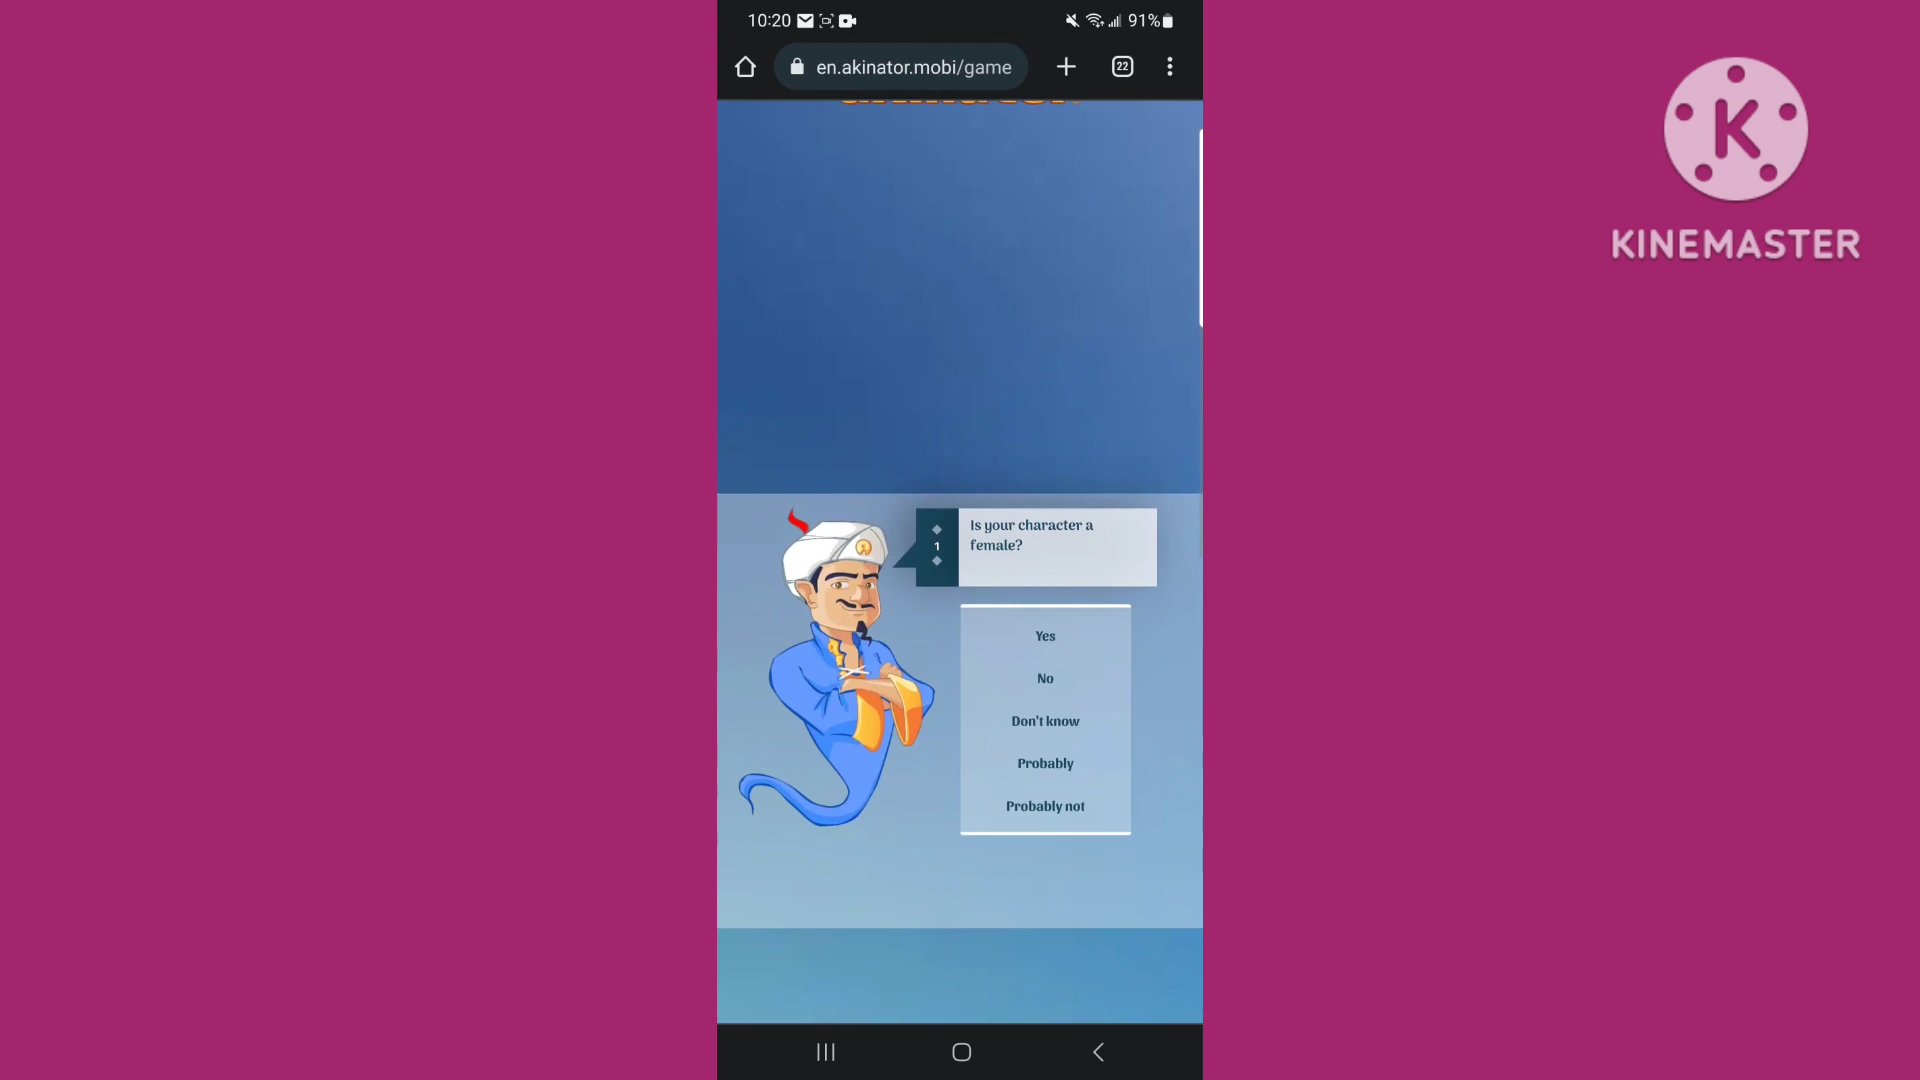 10:20
91%
en.akinator.mobi/game
22
K
KINEMASTER
1
Is your character a
female?
Yes
No
Don't know
Probably
Probably not